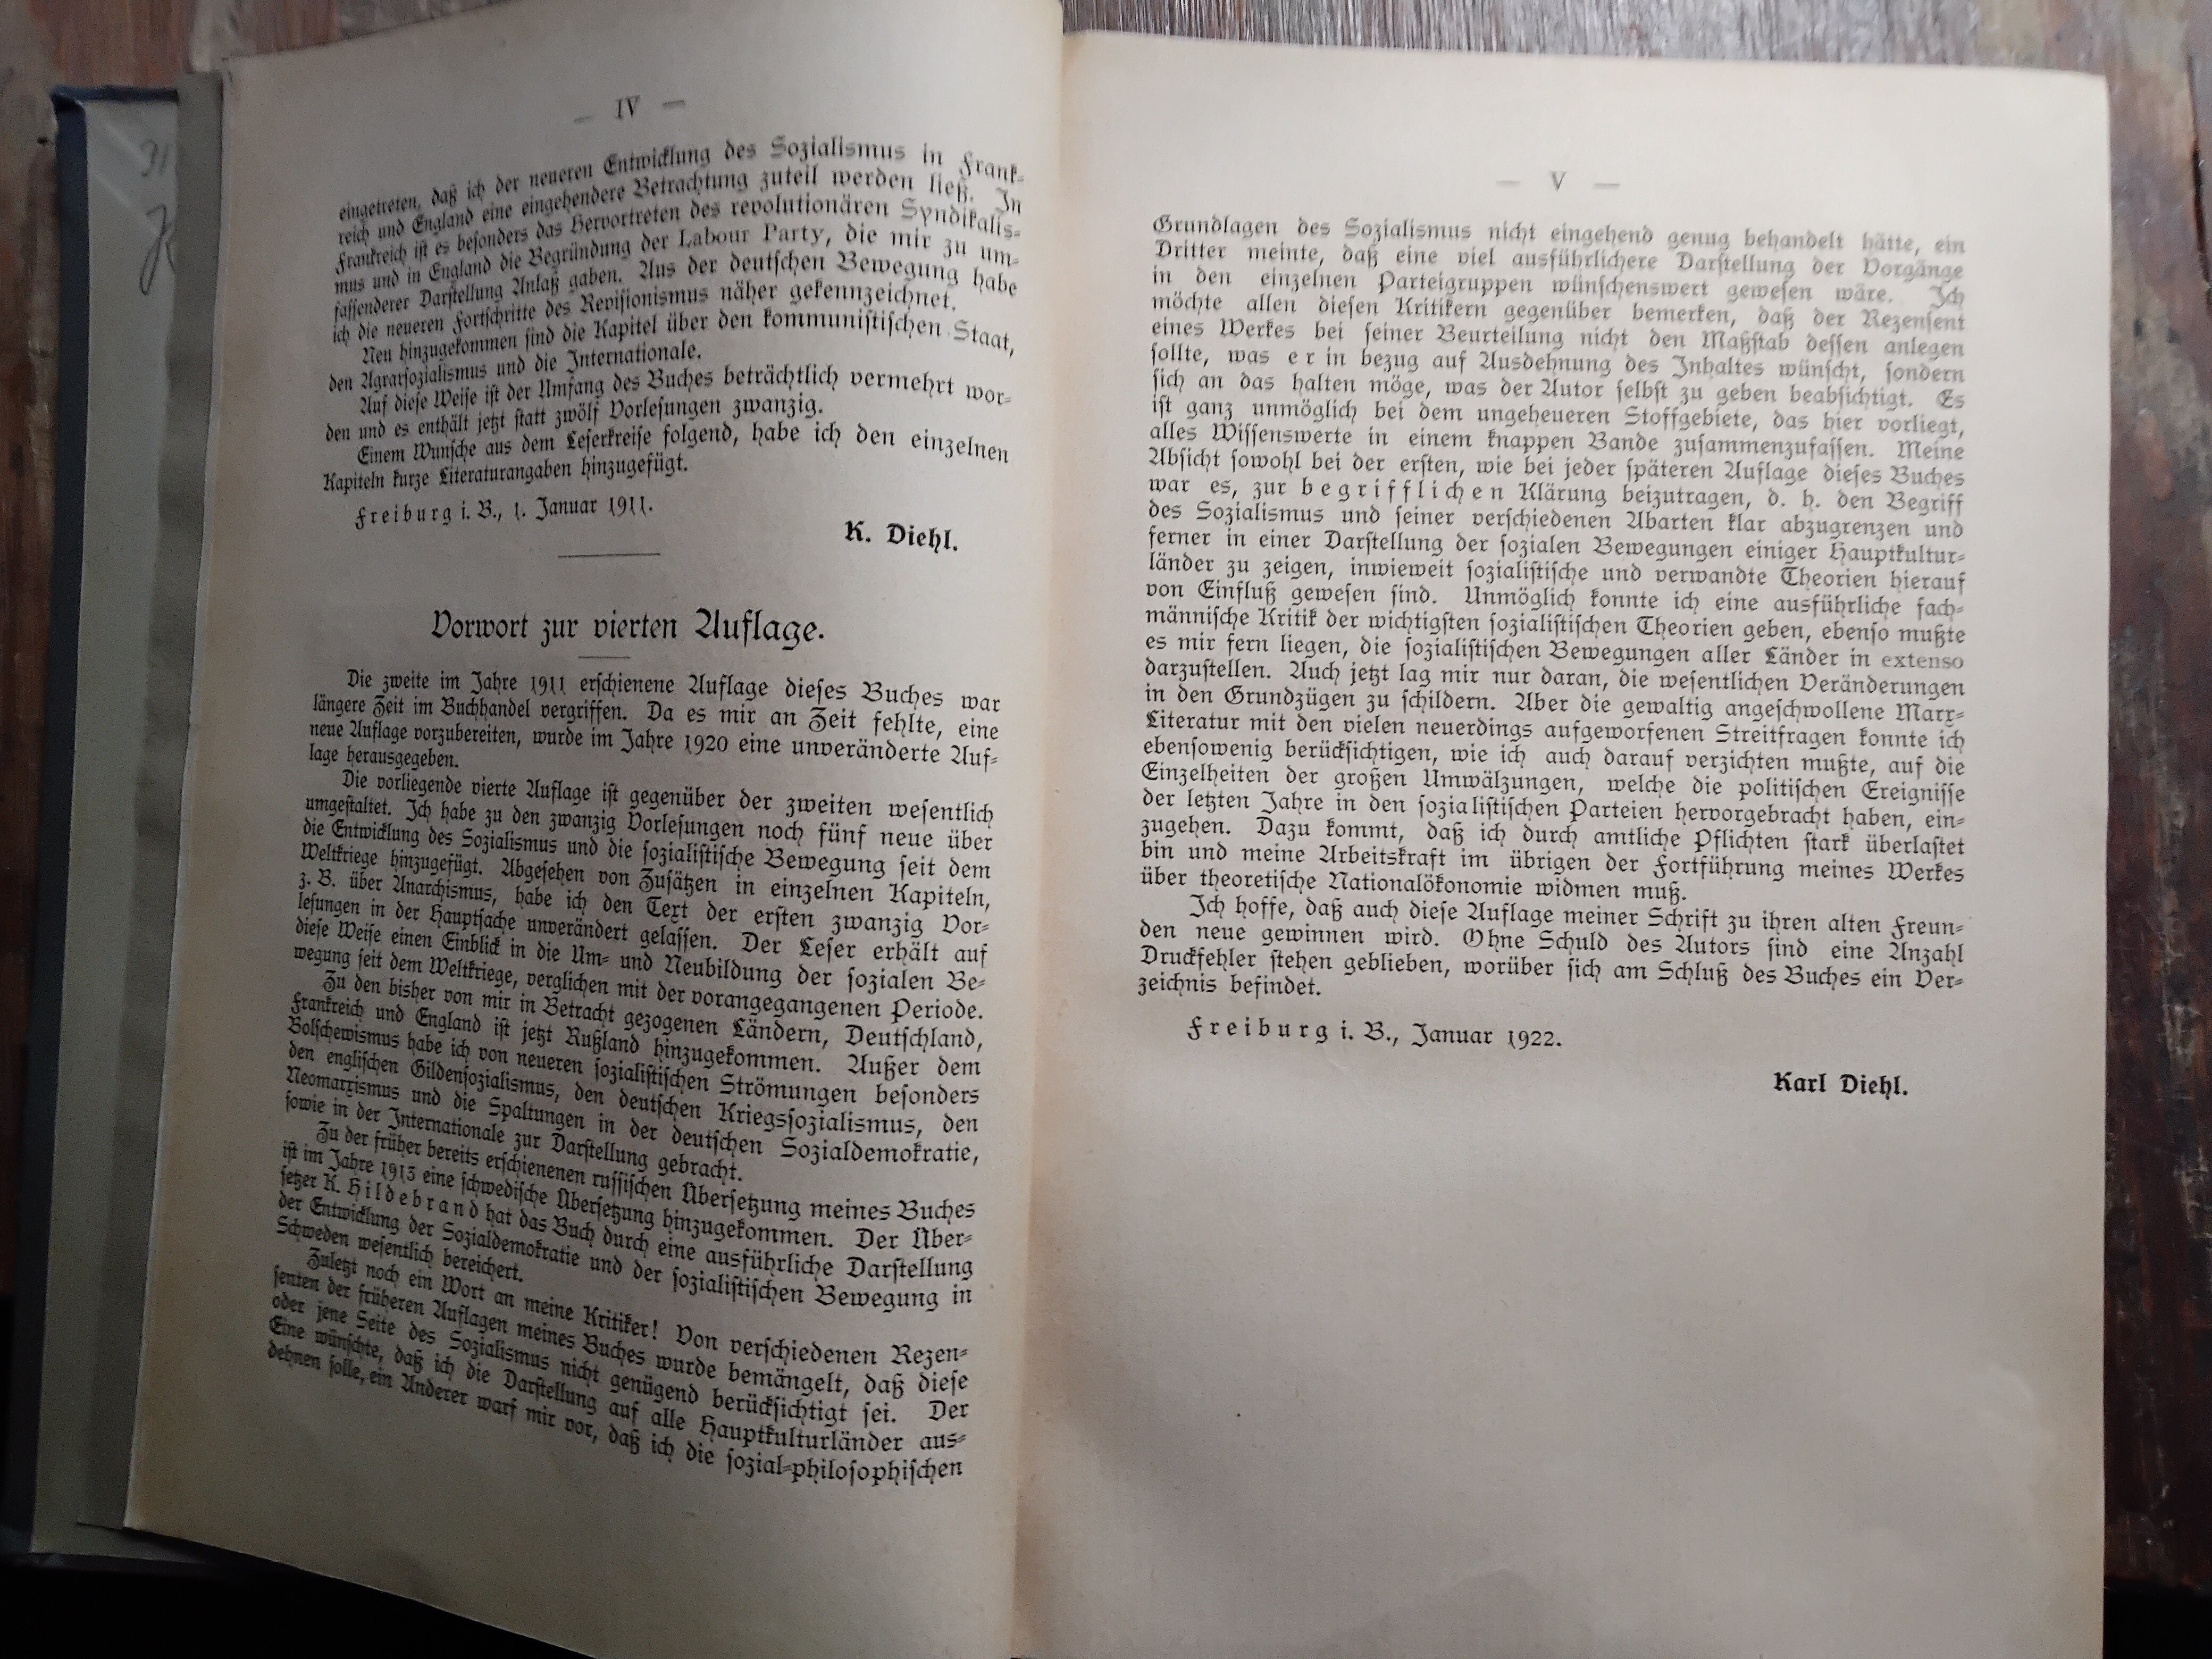 — IV —
eingetreten, daß ich der neueren Entwicklung des Sozialismus in Frank-
reich und England eine eingehendere Betrachtung zuteil werden ließ. In
Frankreich ist es besonders das Hervortreten des revolutionären Syndikalis-
mus und in England die Begründung der Labour Party, die mir zu um-
fassenderer Darstellung Anlaß gaben. Aus der deutschen Bewegung habe
ich die neueren Fortschritte des Revisionismus näher gekennzeichnet.
Neu hinzugekommen sind die Kapitel über den kommunistischen Staat,
den Agrarsozialismus und die Internationale.
Auf diese Weise ist der Umfang des Buches beträchtlich vermehrt wor-
den und es enthält jetzt statt zwölf Vorlesungen zwanzig.
Einem Wunsche aus dem Leserkreise folgend, habe ich den einzelnen
Kapiteln kurze Literaturangaben hinzugefügt.
Freiburg i. B., 1. Januar 1911.
K. Diehl.
Vorwort zur vierten Auflage.
Die zweite im Jahre 1911 erschienene Auflage dieses Buches war
längere Zeit im Buchhandel vergriffen. Da es mir an Zeit fehlte, eine
neue Auflage vorzubereiten, wurde im Jahre 1920 eine unveränderte Auf-
lage herausgegeben.
Die vorliegende vierte Auflage ist gegenüber der zweiten wesentlich
umgestaltet. Ich habe zu den zwanzig Vorlesungen noch fünf neue über
die Entwicklung des Sozialismus und die sozialistische Bewegung seit dem
Weltkriege hinzugefügt. Abgesehen von Zusätzen in einzelnen Kapiteln,
z. B. über Anarchismus, habe ich den Text der ersten zwanzig Vor-
lesungen in der Hauptsache unverändert gelassen. Der Leser erhält auf
diese Weise einen Einblick in die Um- und Neubildung der sozialen Be-
wegung seit dem Weltkriege, verglichen mit der vorangegangenen Periode.
Zu den bisher von mir in Betracht gezogenen Ländern, Deutschland,
Frankreich und England ist jetzt Rußland hinzugekommen. Außer dem
Bolschewismus habe ich von neueren sozialistischen Strömungen besonders
den englischen Gildensozialismus, den deutschen Kriegssozialismus, den
Neomarxismus und die Spaltungen in der deutschen Sozialdemokratie,
sowie in der Internationale zur Darstellung gebracht.
Zu der früher bereits erschienenen russischen Übersetzung meines Buches
ist im Jahre 1913 eine schwedische Übersetzung hinzugekommen. Der Über-
setzer K. Hildebrand hat das Buch durch eine ausführliche Darstellung
der Entwicklung der Sozialdemokratie und der sozialistischen Bewegung in
Schweden wesentlich bereichert.
Zuletzt noch ein Wort an meine Kritiker! Von verschiedenen Rezen-
senten der früheren Auflagen meines Buches wurde bemängelt, daß diese
oder jene Seite des Sozialismus nicht genügend berücksichtigt sei. Der
Eine wünschte, daß ich die Darstellung auf alle Hauptkulturländer aus-
dehnen solle, ein Anderer warf mir vor, daß ich die sozial-philosophischen
— V —
Grundlagen des Sozialismus nicht eingehend genug behandelt hätte, ein
Dritter meinte, daß eine viel ausführlichere Darstellung der Vorgänge
in den einzelnen Parteigruppen wünschenswert gewesen wäre. Ich
möchte allen diesen Kritikern gegenüber bemerken, daß der Rezensent
eines Werkes bei seiner Beurteilung nicht den Maßstab dessen anlegen
sollte, was er in bezug auf Ausdehnung des Inhaltes wünscht, sondern
sich an das halten möge, was der Autor selbst zu geben beabsichtigt. Es
ist ganz unmöglich bei dem ungeheueren Stoffgebiete, das hier vorliegt,
alles Wissenswerte in einem knappen Bande zusammenzufassen. Meine
Absicht sowohl bei der ersten, wie bei jeder späteren Auflage dieses Buches
war es, zur begrifflichen Klärung beizutragen, d. h. den Begriff
des Sozialismus und seiner verschiedenen Abarten klar abzugrenzen und
ferner in einer Darstellung der sozialen Bewegungen einiger Hauptkultur-
länder zu zeigen, inwieweit sozialistische und verwandte Theorien hierauf
von Einfluß gewesen sind. Unmöglich konnte ich eine ausführliche fach-
männische Kritik der wichtigsten sozialistischen Theorien geben, ebenso mußte
es mir fern liegen, die sozialistischen Bewegungen aller Länder in extenso
darzustellen. Auch jetzt lag mir nur daran, die wesentlichen Veränderungen
in den Grundzügen zu schildern. Aber die gewaltig angeschwollene Marx-
Literatur mit den vielen neuerdings aufgeworfenen Streitfragen konnte ich
ebensowenig berücksichtigen, wie ich auch darauf verzichten mußte, auf die
Einzelheiten der großen Umwälzungen, welche die politischen Ereignisse
der letzten Jahre in den sozialistischen Parteien hervorgebracht haben, ein-
zugehen. Dazu kommt, daß ich durch amtliche Pflichten stark überlastet
bin und meine Arbeitskraft im übrigen der Fortführung meines Werkes
über theoretische Nationalökonomie widmen muß.
Ich hoffe, daß auch diese Auflage meiner Schrift zu ihren alten Freun-
den neue gewinnen wird. Ohne Schuld des Autors sind eine Anzahl
Druckfehler stehen geblieben, worüber sich am Schluß des Buches ein Ver-
zeichnis befindet.
Freiburg i. B., Januar 1922.
Karl Diehl.